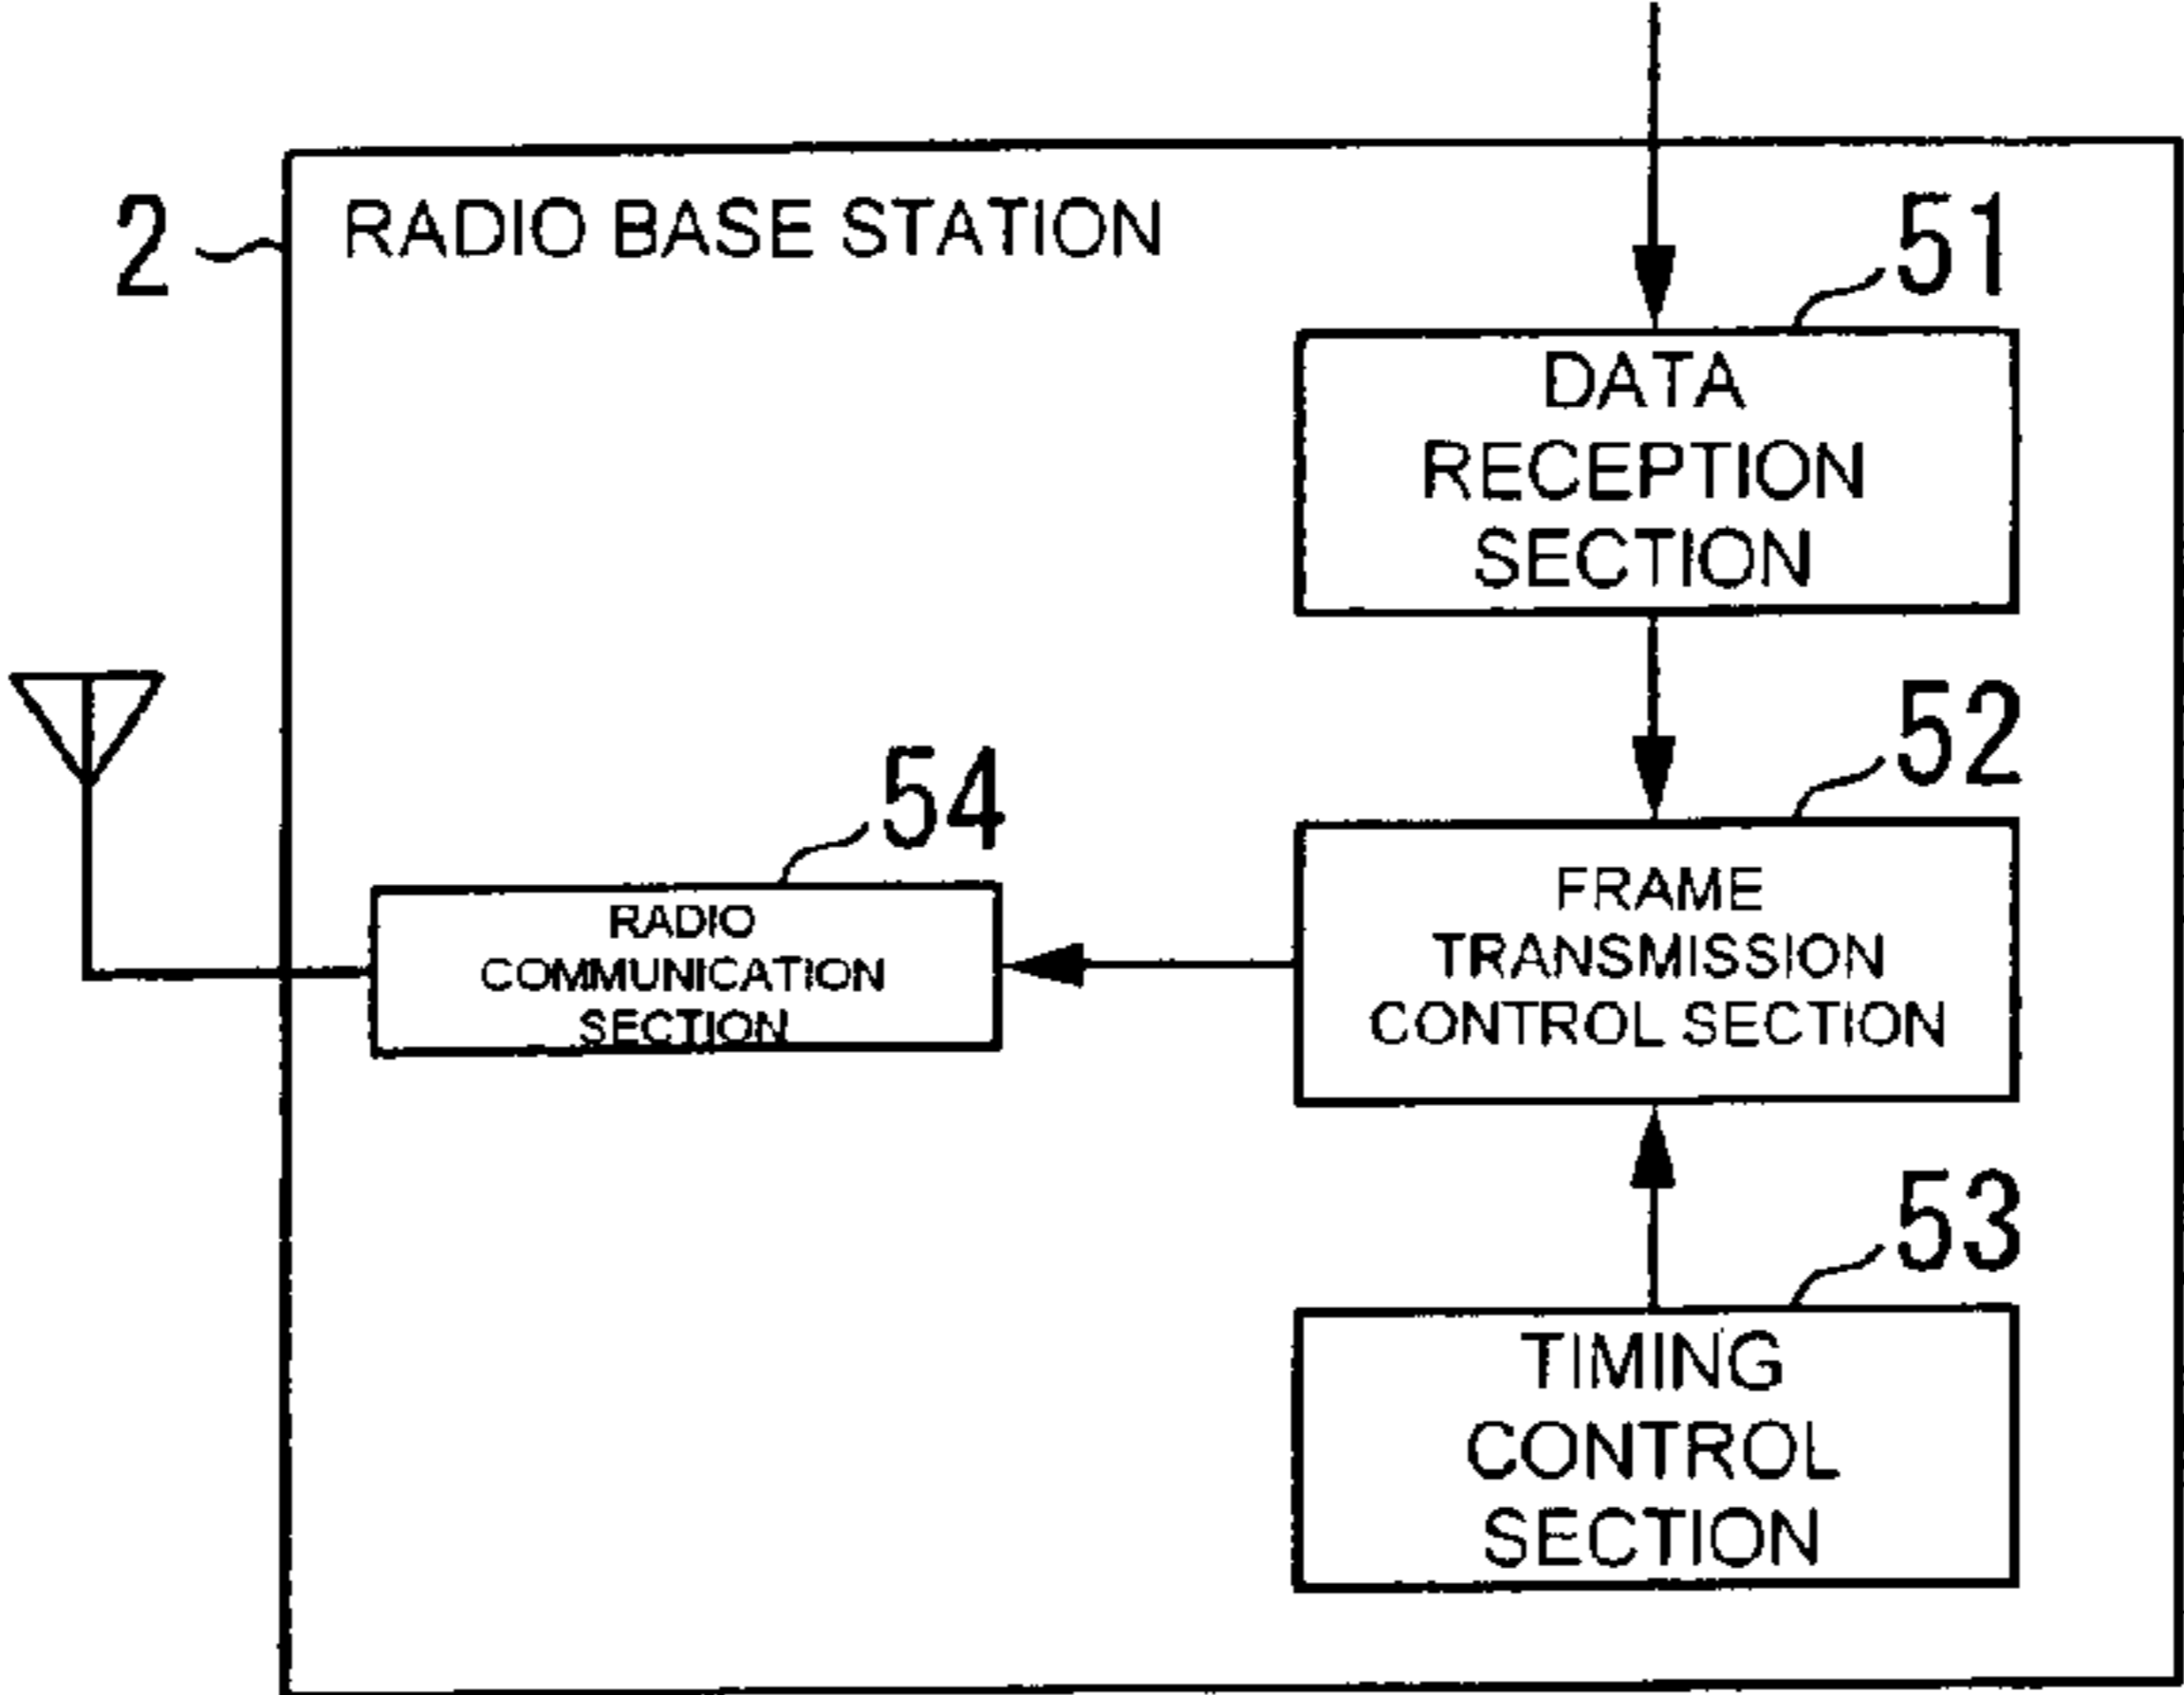 2
RADIO BASE STATION
51
DATA
RECEPTION
SECTION
52
FRAME
TRANSMISSION
CONTROL SECTION
54
RADIO
COMMUNICATION
SECTION
53
TIMING
CONTROL
SECTION